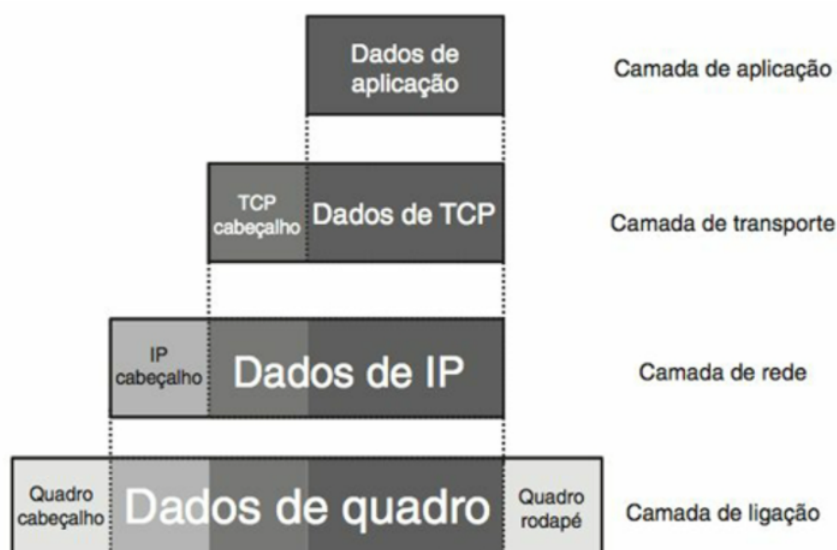 Dados de
aplicação
Camada de aplicação
TCP
cabeçalho
Dados de TCP
Camada de transporte
IP
cabeçalho
Dados de IP
Camada de rede
Quadro
cabeçalho
Dados de quadro
Quadro
rodapé
Camada de ligação